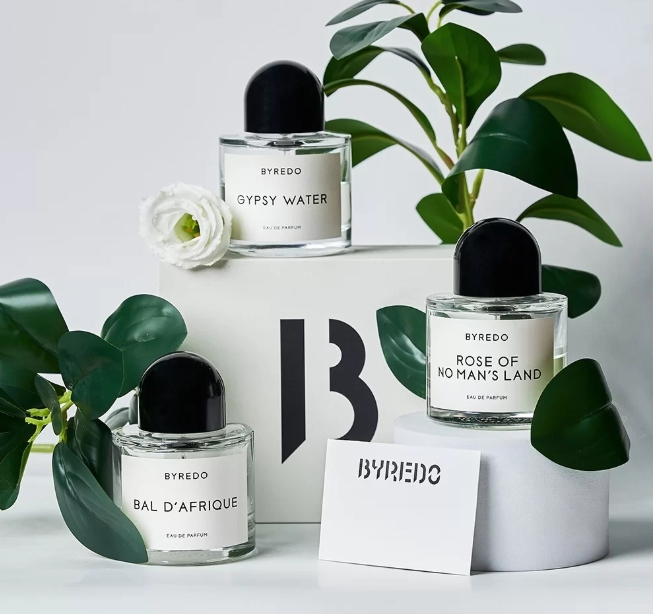 BYREDO
GYPSY WATER
EAU DE PARFUM
BYREDO
ROSE OF
NO MAN'S LAND
EAU DE PARFUM
B
BYREDO
BAL D'AFRIQUE
EAU DE PARFUM
BYREDO